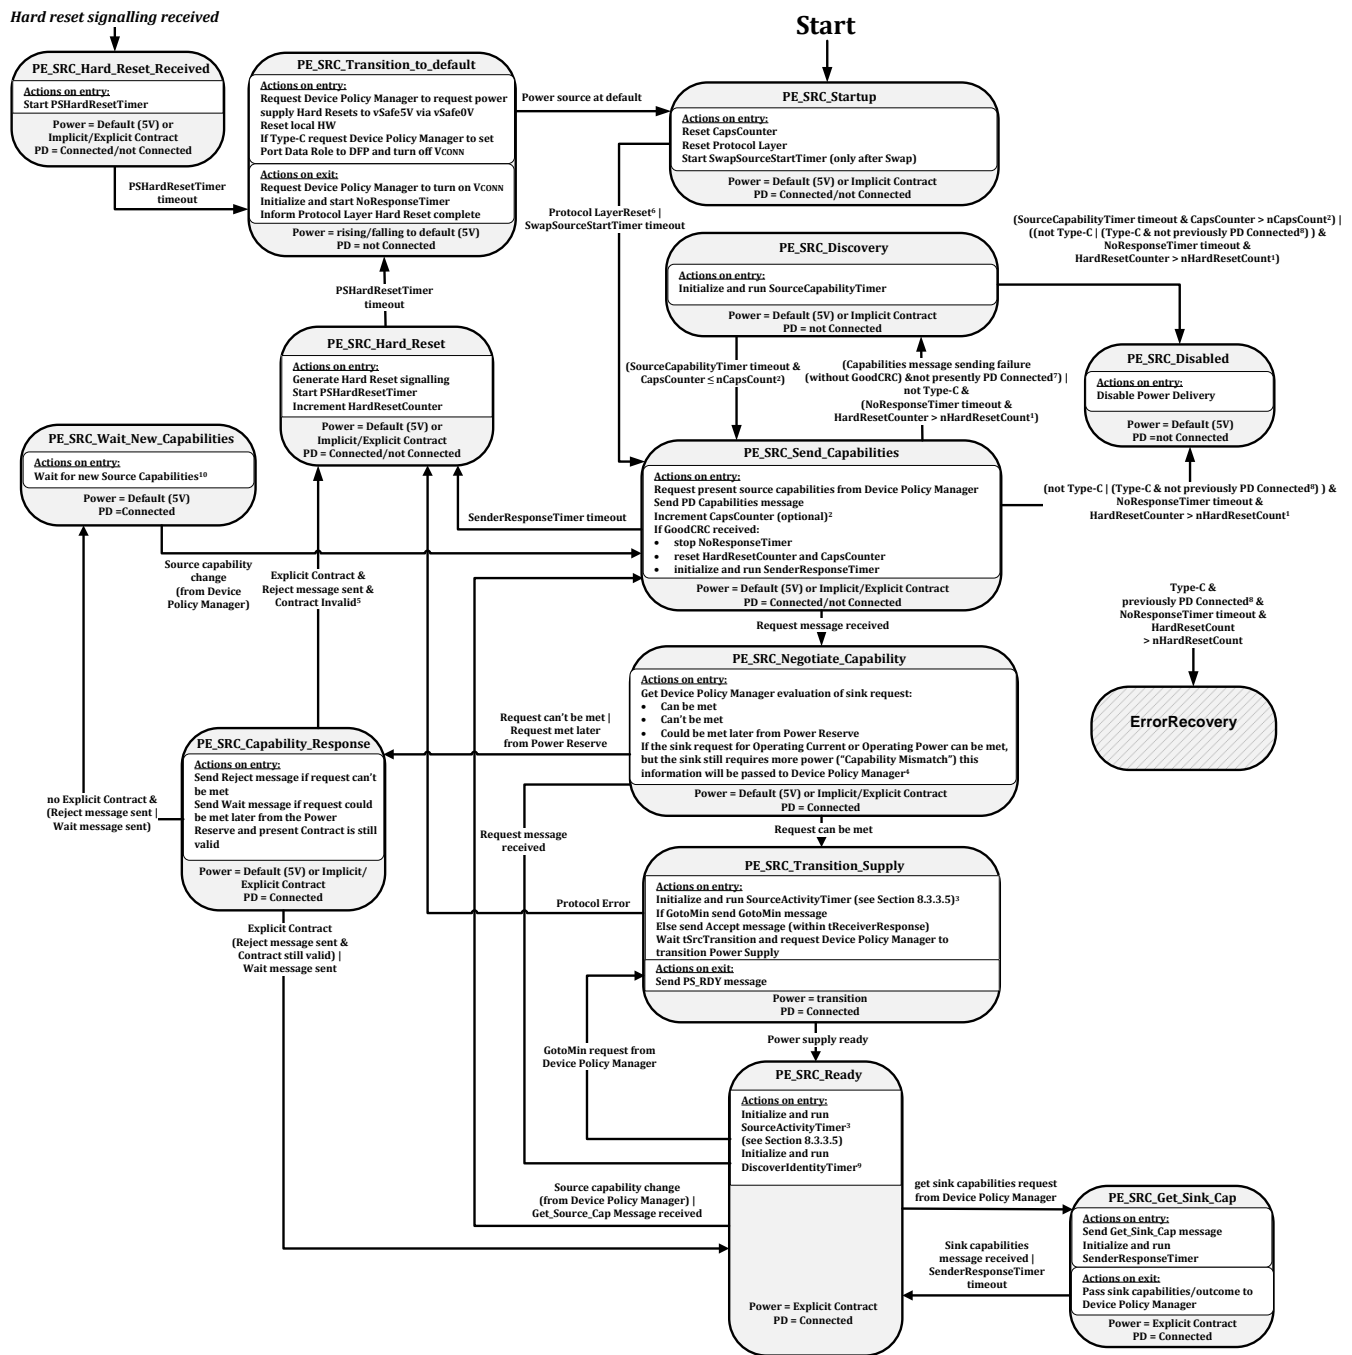 Hard reset signalling received
Start
PE_SRC_Hard_Reset_Received
Actions on entry:
Start PSHardResetTimer
Power = Default (5V) or
Implicit/Explicit Contract
PD = Connected/not Connected
PSHardResetTimer
timeout
PE_SRC_Transition_to_default
Actions on entry:
Request Device Policy Manager to request power
supply Hard Resets to vSafe5V via vSafe0V
Reset local HW
If Type-C request Device Policy Manager to set
Port Data Role to DFP and turn off VCONN
Actions on exit:
Request Device Policy Manager to turn on VCONN
Initialize and start NoResponseTimer
Inform Protocol Layer Hard Reset complete
Power = rising/falling to default (5V)
PD = not Connected
Power source at default
PE_SRC_Startup
Actions on entry:
Reset CapsCounter
Reset Protocol Layer
Start SwapSourceStartTimer (only after Swap)
Power = Default (5V) or Implicit Contract
PD = Connected/not Connected
Protocol LayerReset⁶ |
SwapSourceStartTimer timeout
PE_SRC_Discovery
Actions on entry:
Initialize and run SourceCapabilityTimer
Power = Default (5V) or Implicit Contract
PD = not Connected
(SourceCapabilityTimer timeout & CapsCounter > nCapsCount²) |
((not Type-C | (Type-C & not previously PD Connected⁸) ) &
NoResponseTimer timeout &
HardResetCounter > nHardResetCount¹)
PSHardResetTimer
timeout
PE_SRC_Hard_Reset
Actions on entry:
Generate Hard Reset signalling
Start PSHardResetTimer
Increment HardResetCounter
Power = Default (5V) or
Implicit/Explicit Contract
PD = Connected/not Connected
(SourceCapabilityTimer timeout &
CapsCounter ≤ nCapsCount²)
(Capabilities message sending failure
(without GoodCRC) &not presently PD Connected⁷) |
not Type-C &
(NoResponseTimer timeout &
HardResetCounter > nHardResetCount¹)
PE_SRC_Disabled
Actions on entry:
Disable Power Delivery
Power = Default (5V)
PD =not Connected
PE_SRC_Wait_New_Capabilities
Actions on entry:
Wait for new Source Capabilities¹⁰
Power = Default (5V)
PD =Connected
PE_SRC_Send_Capabilities
Actions on entry:
Request present source capabilities from Device Policy Manager
Send PD Capabilities message
Increment CapsCounter (optional)²
If GoodCRC received:
• stop NoResponseTimer
• reset HardResetCounter and CapsCounter
• initialize and run SenderResponseTimer
Power = Default (5V) or Implicit/Explicit Contract
PD = Connected/not Connected
(not Type-C | (Type-C & not previously PD Connected⁸) ) &
NoResponseTimer timeout &
HardResetCounter > nHardResetCount¹
SenderResponseTimer timeout
Source capability
change
(from Device
Policy Manager)
Explicit Contract &
Reject message sent &
Contract Invalid⁵
Type-C &
previously PD Connected⁸ &
NoResponseTimer timeout &
HardResetCount
> nHardResetCount
ErrorRecovery
Request message received
PE_SRC_Negotiate_Capability
Actions on entry:
Get Device Policy Manager evaluation of sink request:
• Can be met
• Can't be met
• Could be met later from Power Reserve
If the sink request for Operating Current or Operating Power can be met,
but the sink still requires more power ("Capability Mismatch") this
information will be passed to Device Policy Manager⁴
Power = Default (5V) or Implicit/Explicit Contract
PD = Connected
Request can't be met |
Request met later
from Power Reserve
PE_SRC_Capability_Response
Actions on entry:
Send Reject message if request can't
be met
Send Wait message if request could
be met later from the Power
Reserve and present Contract is still
valid
Power = Default (5V) or Implicit/
Explicit Contract
PD = Connected
no Explicit Contract &
(Reject message sent |
Wait message sent)
Request message
received
Request can be met
PE_SRC_Transition_Supply
Actions on entry:
Initialize and run SourceActivityTimer (see Section 8.3.3.5)³
If GotoMin send GotoMin message
Else send Accept message (within tReceiverResponse)
Wait tSrcTransition and request Device Policy Manager to
transition Power Supply
Actions on exit:
Send PS_RDY message
Power = transition
PD = Connected
Protocol Error
Explicit Contract
(Reject message sent &
Contract still valid) |
Wait message sent
Power supply ready
GotoMin request from
Device Policy Manager
PE_SRC_Ready
Actions on entry:
Initialize and run
SourceActivityTimer³
(see Section 8.3.3.5)
Initialize and run
DiscoverIdentityTimer⁹
Power = Explicit Contract
PD = Connected
Source capability change
(from Device Policy Manager) |
Get_Source_Cap Message received
get sink capabilities request
from Device Policy Manager
Sink capabilities
message received |
SenderResponseTimer
timeout
PE_SRC_Get_Sink_Cap
Actions on entry:
Send Get_Sink_Cap message
Initialize and run
SenderResponseTimer
Actions on exit:
Pass sink capabilities/outcome to
Device Policy Manager
Power = Explicit Contract
PD = Connected